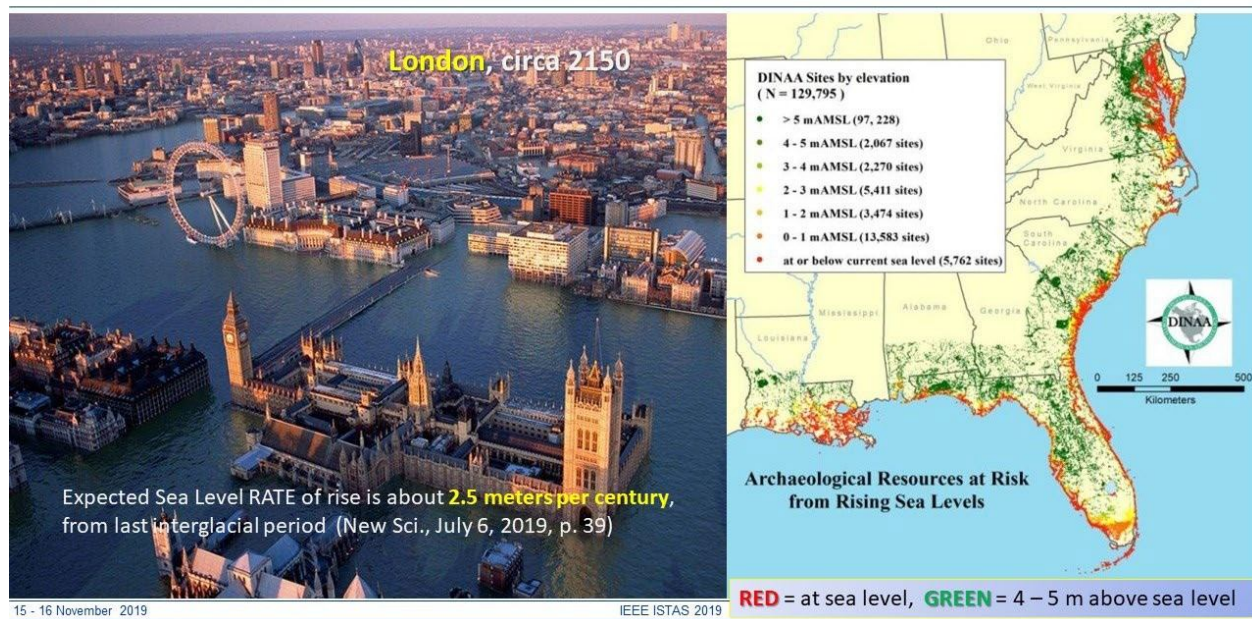 London, circa 2150
Expected Sea Level RATE of rise is about 2.5 meters per century,
from last interglacial period (New Sci., July 6, 2019, p. 39)
15 - 16 November 2019
IEEE ISTAS 2019
DINAA Sites by elevation
( N = 129,795 )
> 5 mAMSL (97, 228)
4 - 5 mAMSL (2,067 sites)
3 - 4 mAMSL (2,270 sites)
2 - 3 mAMSL (5,411 sites)
1 - 2 mAMSL (3,474 sites)
0 - 1 mAMSL (13,583 sites)
at or below current sea level (5,762 sites)
Ohio
Pennsylvania
West Virginia
Virginia
North Carolina
South
Carolina
Georgia
Alabama
Mississippi
Louisiana
DINAA
0 125 250 500
Kilometers
Archaeological Resources at Risk
from Rising Sea Levels
RED = at sea level, GREEN = 4 – 5 m above sea level